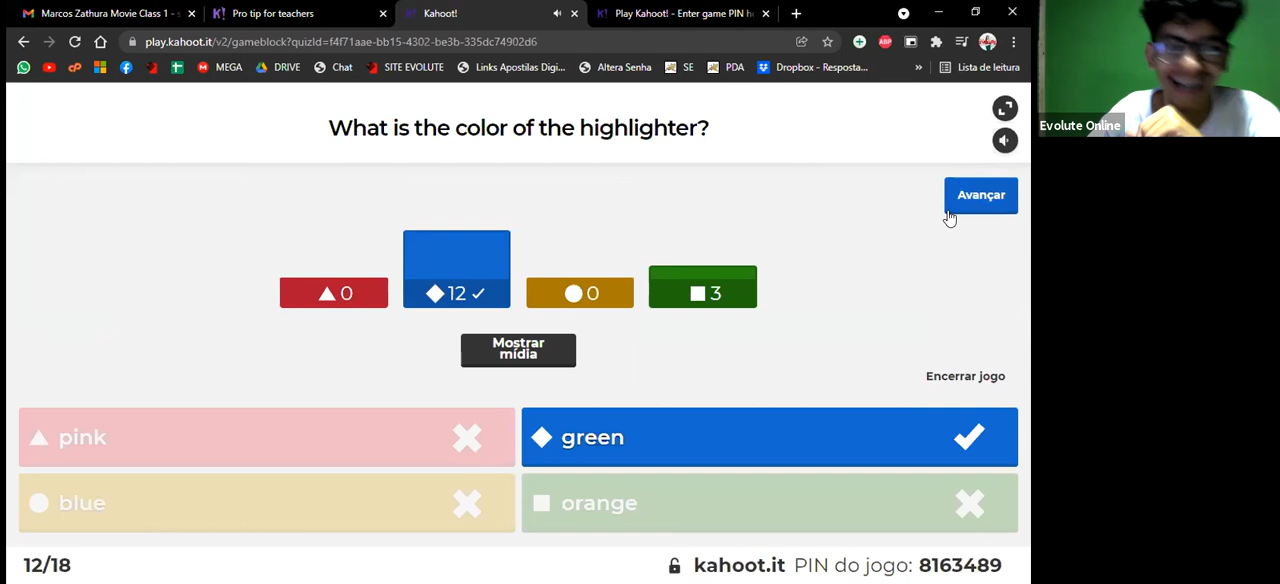 Marcos Zathura Movie Class 1 - s
Pro tip for teachers
Kahoot!
Play Kahoot! - Enter game PIN h
play.kahoot.it/v2/gameblock?quizId=f4f71aae-bb15-4302-be3b-335dc74902d6
ABP
MEGA
DRIVE
Chat
SITE EVOLUTE
Links Apostilas Digi...
Altera Senha
SE
PDA
Dropbox - Resposta...
»
Lista de leitura
Evolute Online
What is the color of the highlighter?
Avançar
0
12
0
3
Mostrar
mídia
Encerrar jogo
pink
green
blue
orange
12/18
kahoot.it PIN do jogo: 8163489